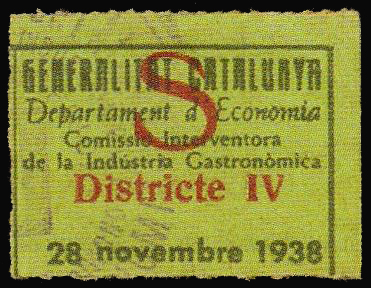 GENERALITAT CATALUNYA
S
Departament d'Economia
Comissió Interventora
de la Indústria Gastronòmica
Districte IV
28 novembre 1938